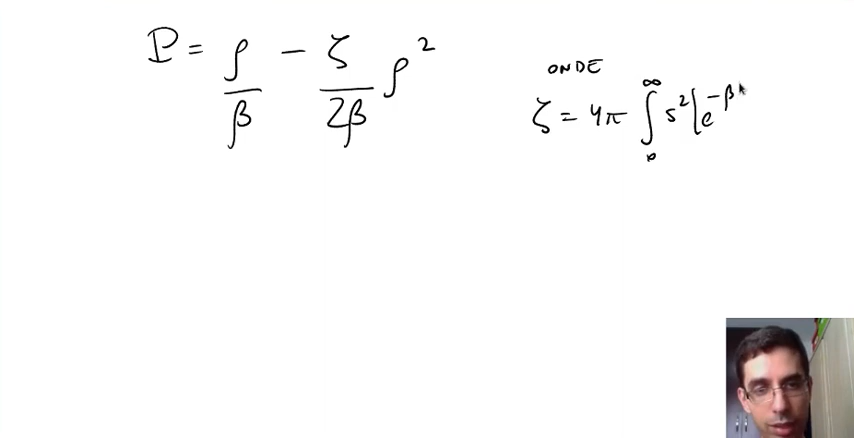 P = ρ/β − ζ/2β ρ²
ONDE
ζ = 4π ∫₀^∞ s² [e^−β